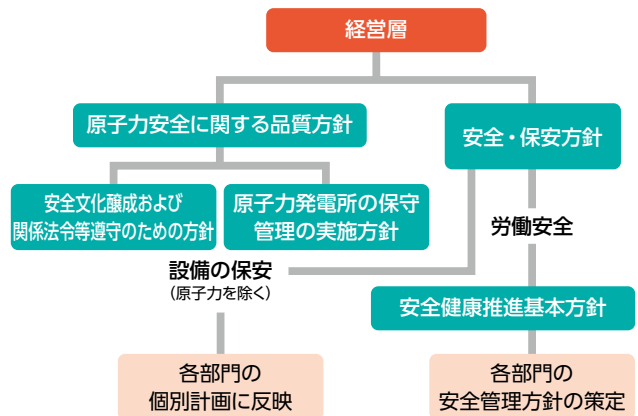 経営層
原子力安全に関する品質方針
安全・保安方針
安全文化醸成および
関係法令等遵守のための方針
原子力発電所の保守
管理の実施方針
労働安全
設備の保安
(原子力を除く)
安全健康推進基本方針
各部門の
個別計画に反映
各部門の
安全管理方針の策定